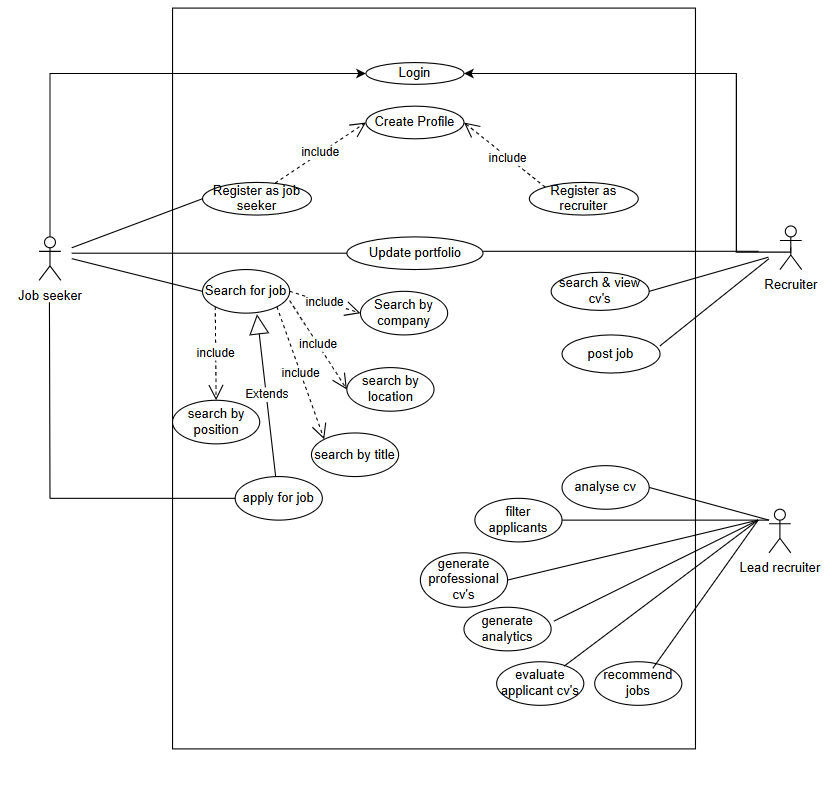 Login
Create Profile
include
include
Register as job
seeker
Register as
recruiter
Update portfolio
Job seeker
Recruiter
Search for job
include
Search by
company
search & view
cv's
include
include
include
post job
Extends
search by
location
search by
position
search by title
apply for job
analyse cv
filter
applicants
Lead recruiter
generate
professional
cv's
generate
analytics
evaluate
applicant cv's
recommend
jobs